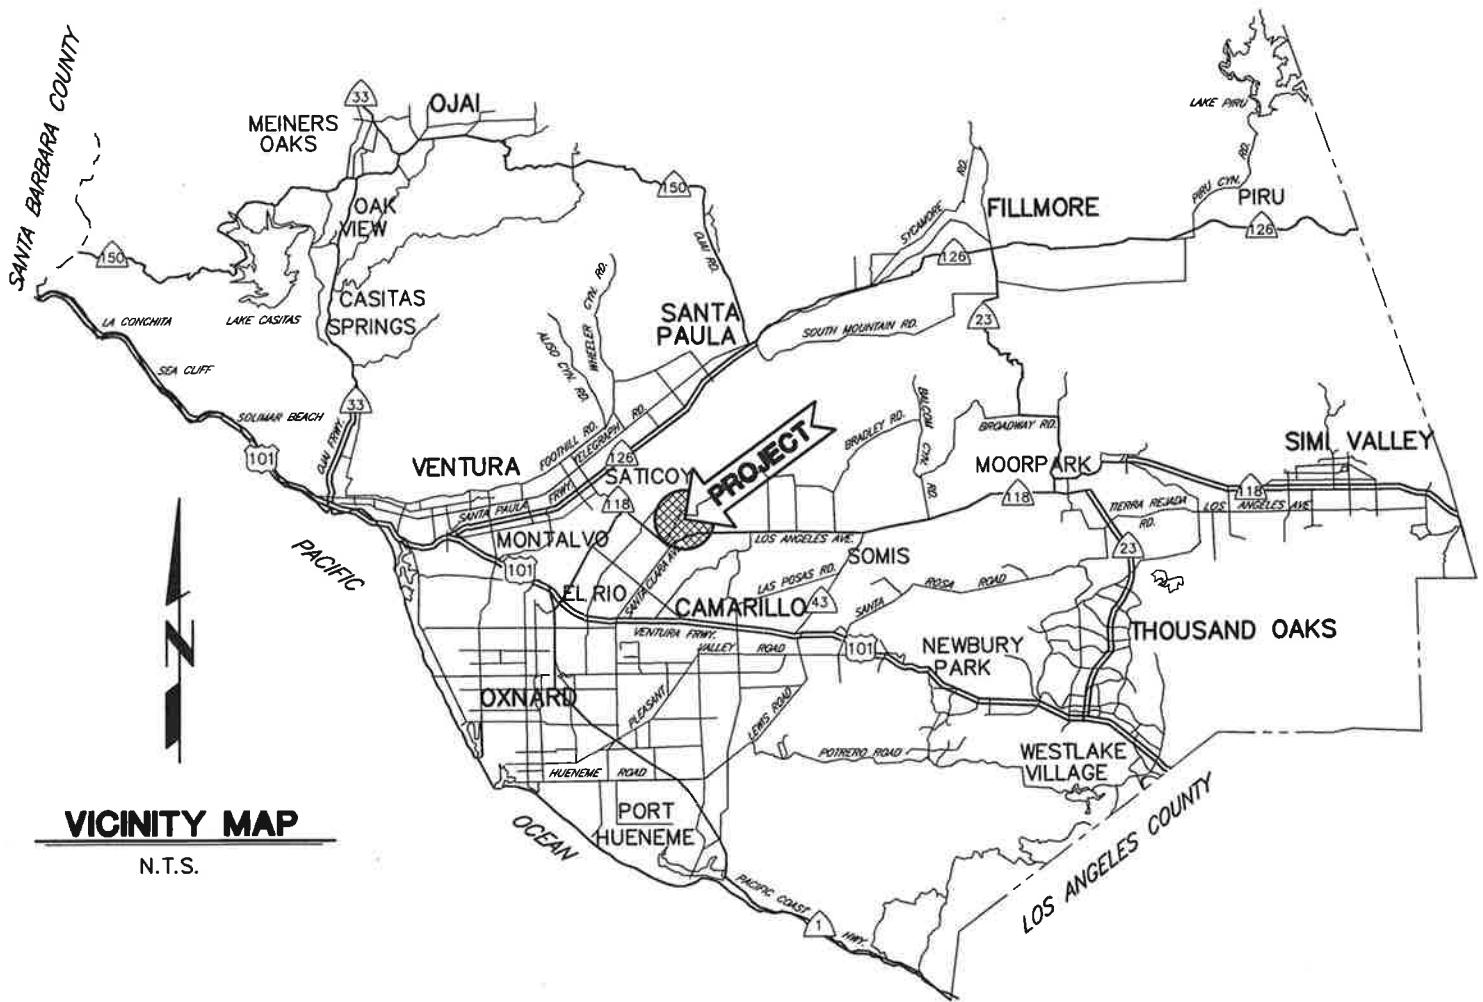 SANTA BARBARA COUNTY
33
OJAI
MEINERS
OAKS
LAKE PIRU
150
OAK
VIEW
SYCAMORE RD.
FILLMORE
PIRU CYN. RD.
PIRU
126
150
OJAI RD.
126
LAKE CASITAS
CASITAS
SPRINGS
WHEELER CYN. RD.
ALISO CYN. RD.
SANTA
PAULA
SOUTH MOUNTAIN RD.
23
LA CONCHITA
SEA CLIFF
SOLIMAR BEACH
33
OJAI FRWY.
101
VENTURA
FOOTHILL RD.
TELEGRAPH RD.
126
SATICOY
118
PROJECT
BRADLEY RD.
BALCOM CYN. RD.
BROADWAY RD.
MOORPARK
118
SIMI VALLEY
118
TIERRA REJADA
RD.
LOS ANGELES AVE
SANTA PAULA FRWY.
MONTALVO
101
LOS ANGELES AVE.
SOMIS
23
PACIFIC
EL RIO
SANTA CLARA AVE.
LAS POSAS RD.
CAMARILLO
43
SANTA ROSA ROAD
VENTURA FRWY.
101
NEWBURY
PARK
THOUSAND OAKS
N
OXNARD
PLEASANT VALLEY ROAD
LEWIS ROAD
POTRERO ROAD
WESTLAKE
VILLAGE
HUENEME ROAD
PORT
HUENEME
OCEAN
PACIFIC COAST HWY.
1
LOS ANGELES COUNTY
VICINITY MAP
N.T.S.